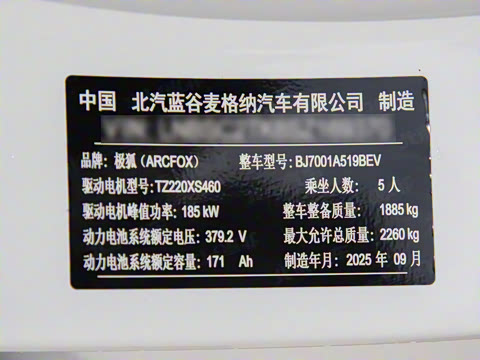 中国 北汽蓝谷麦格纳汽车有限公司 制造
品牌: 极狐 (ARCFOX) 整车型号: BJ7001A519BEV
驱动电机型号: TZ220XS460 乘坐人数: 5 人
驱动电机峰值功率: 185 kW 整车整备质量: 1885 kg
动力电池系统额定电压: 379.2 V 最大允许总质量: 2260 kg
动力电池系统额定容量: 171 Ah 制造年月: 2025 年 09 月